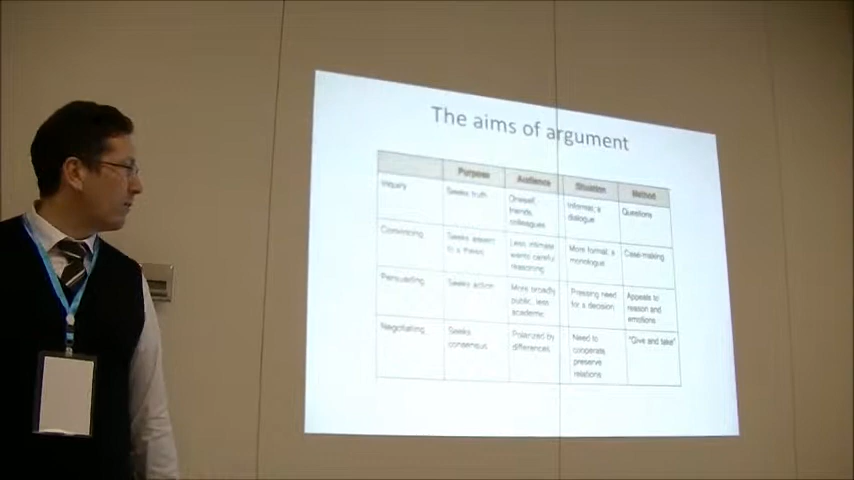 The aims of argument
Purpose Audience Situation Method
Inquiry Seeks truth Oneself, Informal; a Questions
friends, dialogue
colleagues
Convincing Seeks assent Less intimate More formal; a Case-making
to a thesis wants careful monologue
reasoning
Persuading Seeks action More broadly Pressing need Appeals to
public, less for a decision reason and
academic emotions
Negotiating Seeks Polarized by Need to "Give and take"
consensus differences cooperate
preserve
relations